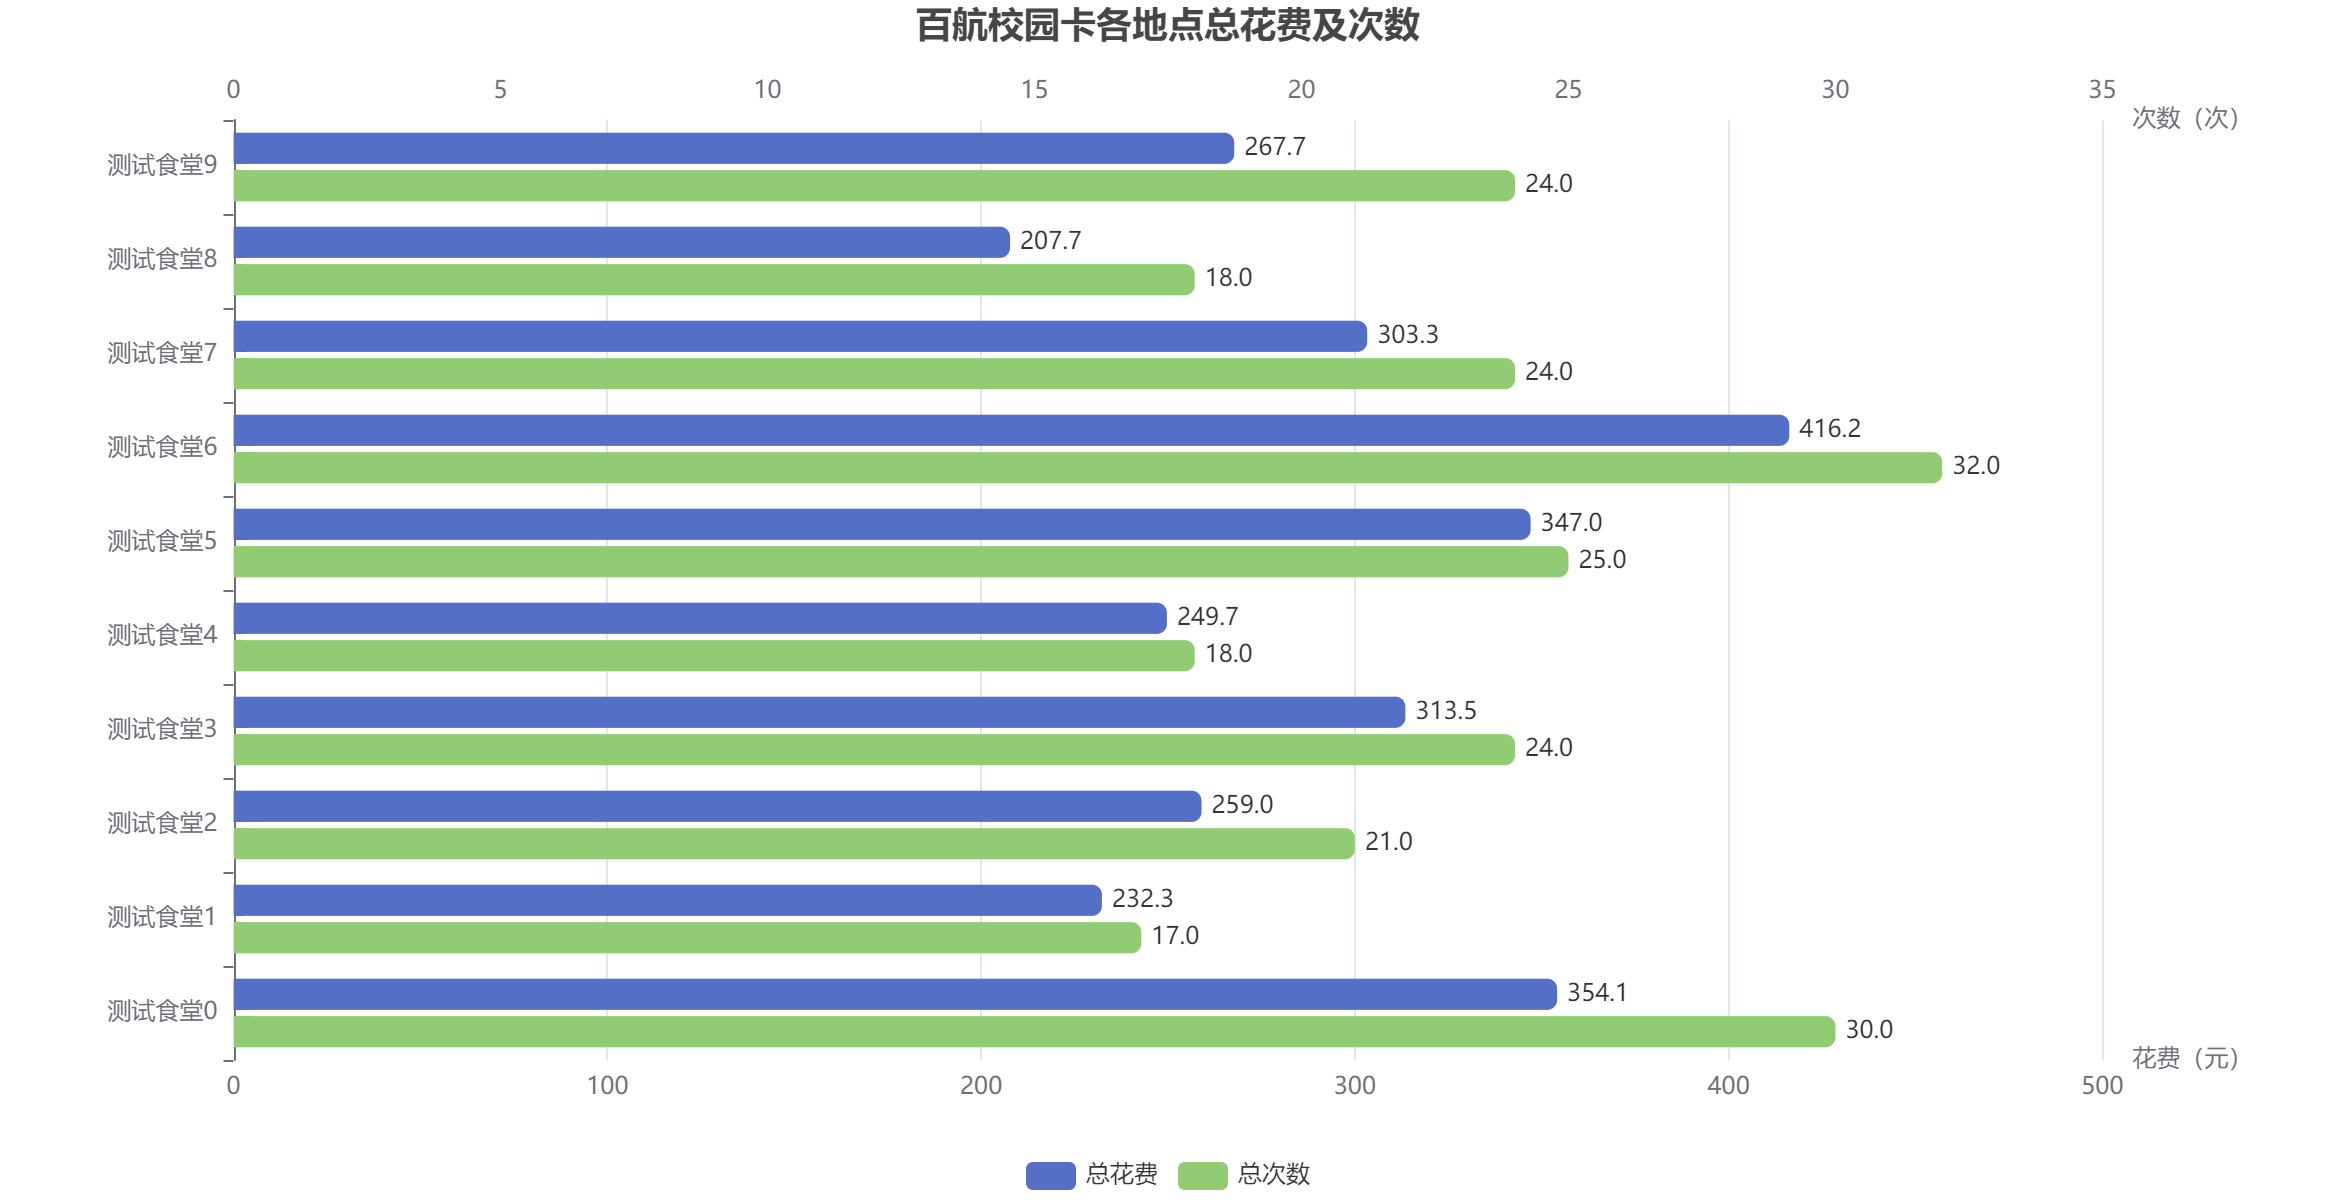 百航校园卡各地点总花费及次数
0 5 10 15 20 25 30 35
次数（次）
测试食堂9 267.7
24.0
测试食堂8 207.7
18.0
测试食堂7 303.3
24.0
测试食堂6 416.2
32.0
测试食堂5 347.0
25.0
测试食堂4 249.7
18.0
测试食堂3 313.5
24.0
测试食堂2 259.0
21.0
测试食堂1 232.3
17.0
测试食堂0 354.1
30.0
花费（元）
0 100 200 300 400 500
总花费 总次数